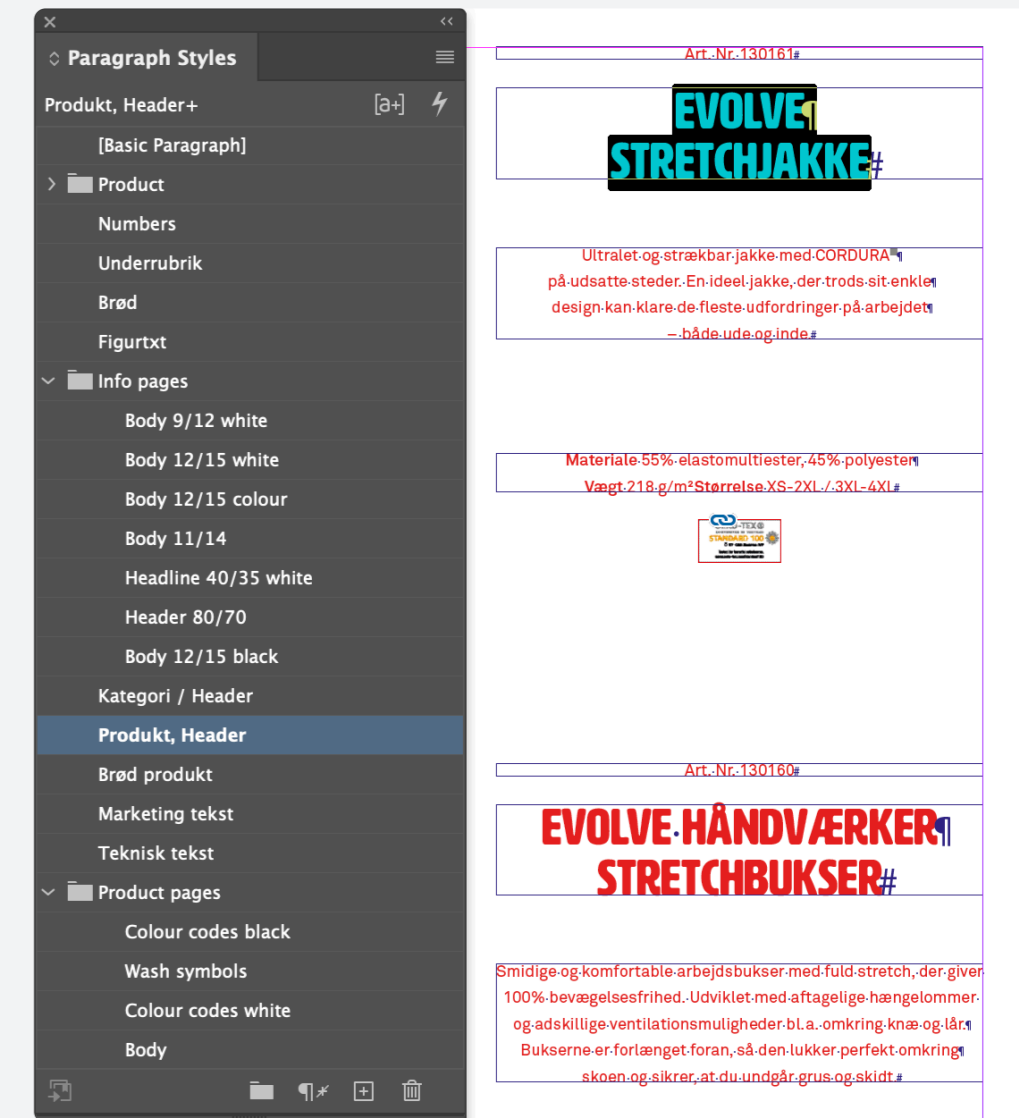 Paragraph Styles
Produkt, Header+
[a+]
[Basic Paragraph]
Product
Numbers
Underrubrik
Brød
Figurtxt
Info pages
Body 9/12 white
Body 12/15 white
Body 12/15 colour
Body 11/14
Headline 40/35 white
Header 80/70
Body 12/15 black
Kategori / Header
Produkt, Header
Brød produkt
Marketing tekst
Teknisk tekst
Product pages
Colour codes black
Wash symbols
Colour codes white
Body
Art. Nr. 130161#
EVOLVE¶
STRETCHJAKKE#
Ultralet og strækbar jakke med CORDURA ¶
på udsatte steder. En ideel jakke, der trods sit enkle¶
design kan klare de fleste udfordringer på arbejdet¶
– både ude og inde.#
Materiale 55% elastomultiester, 45% polyester¶
Vægt 218 g/m² Størrelse XS-2XL / 3XL-4XL#
-TEX®
STANDARD 100
Art. Nr. 130160#
EVOLVE HÅNDVÆRKER¶
STRETCHBUKSER#
Smidige og komfortable arbejdsbukser med fuld stretch, der giver
100% bevægelsesfrihed. Udviklet med aftagelige hængelommer
og adskillige ventilationsmuligheder bl.a. omkring knæ og lår.¶
Bukserne er forlænget foran, så den lukker perfekt omkring¶
skoen og sikrer, at du undgår grus og skidt.#